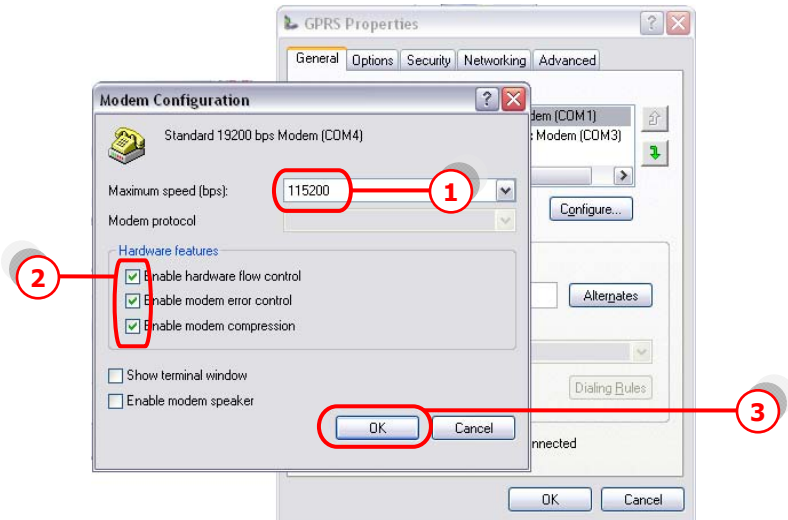 GPRS Properties
General Options Security Networking Advanced
Modem Configuration
Standard 19200 bps Modem (COM4)
Maximum speed (bps): 115200
1
Modem protocol
Hardware features
2
Enable hardware flow control
Enable modem error control
Enable modem compression
Show terminal window
Enable modem speaker
OK Cancel
3
(COM1)
Modem (COM3)
Configure...
Alternates
Dialing Rules
OK Cancel